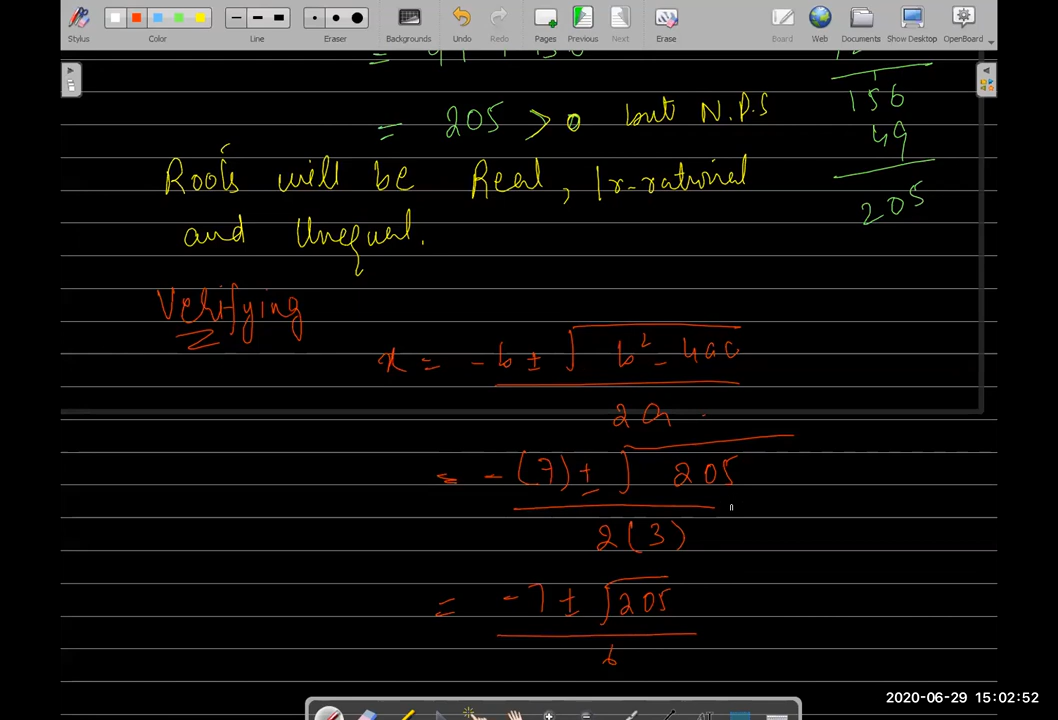 Stylus
Color
Line
Eraser
Backgrounds
Undo
Redo
Pages
Previous
Next
Erase
Board
Web
Documents
Show Desktop
OpenBoard
= 205 > 0 but N.P.S
156
49
205
Roots will be Real, Ir-rational
and Unequal.
Verifying
x = -b ± √ b² - 4ac
2a
= -(7) ± √ 205
2(3)
= -7 ± √205
6
2020-06-29 15:02:52